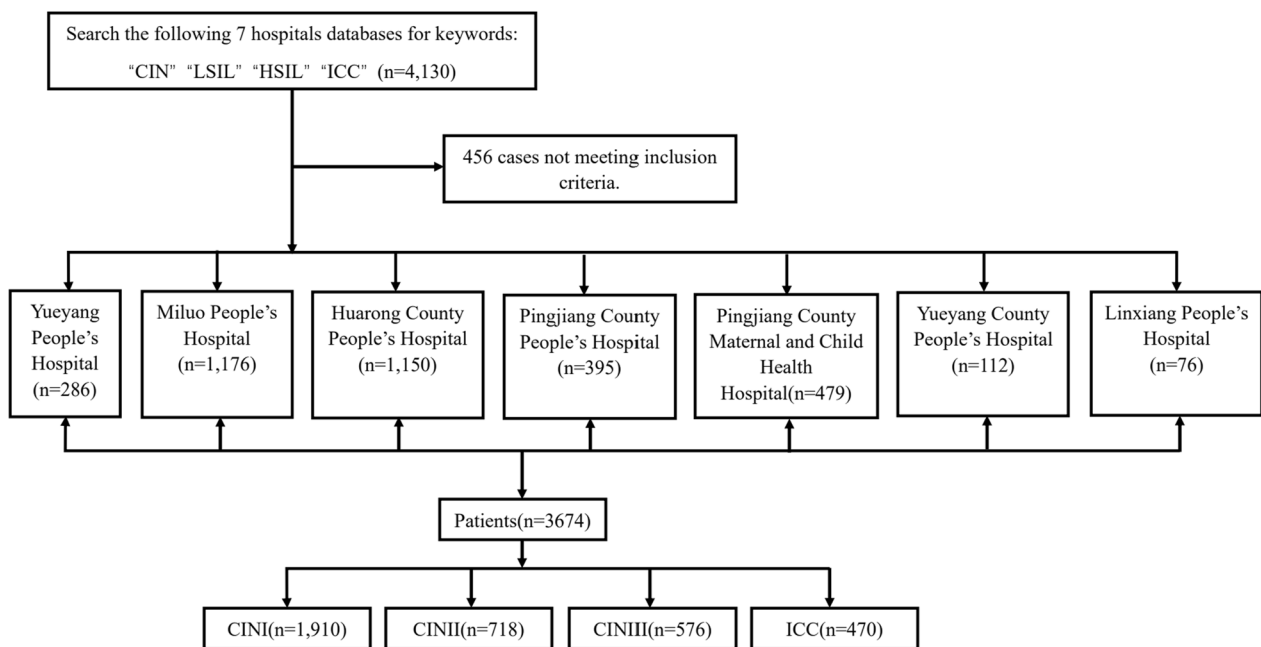 Search the following 7 hospitals databases for keywords:
“CIN” “LSIL” “HSIL” “ICC” (n=4,130)
456 cases not meeting inclusion
criteria.
Yueyang
People’s
Hospital
(n=286)
Miluo People’s
Hospital
(n=1,176)
Huarong County
People’s Hospital
(n=1,150)
Pingjiang County
People’s Hospital
(n=395)
Pingjiang County
Maternal and Child
Health
Hospital(n=479)
Yueyang County
People’s Hospital
(n=112)
Linxiang People’s
Hospital
(n=76)
Patients(n=3674)
CINI(n=1,910)
CINII(n=718)
CINIII(n=576)
ICC(n=470)